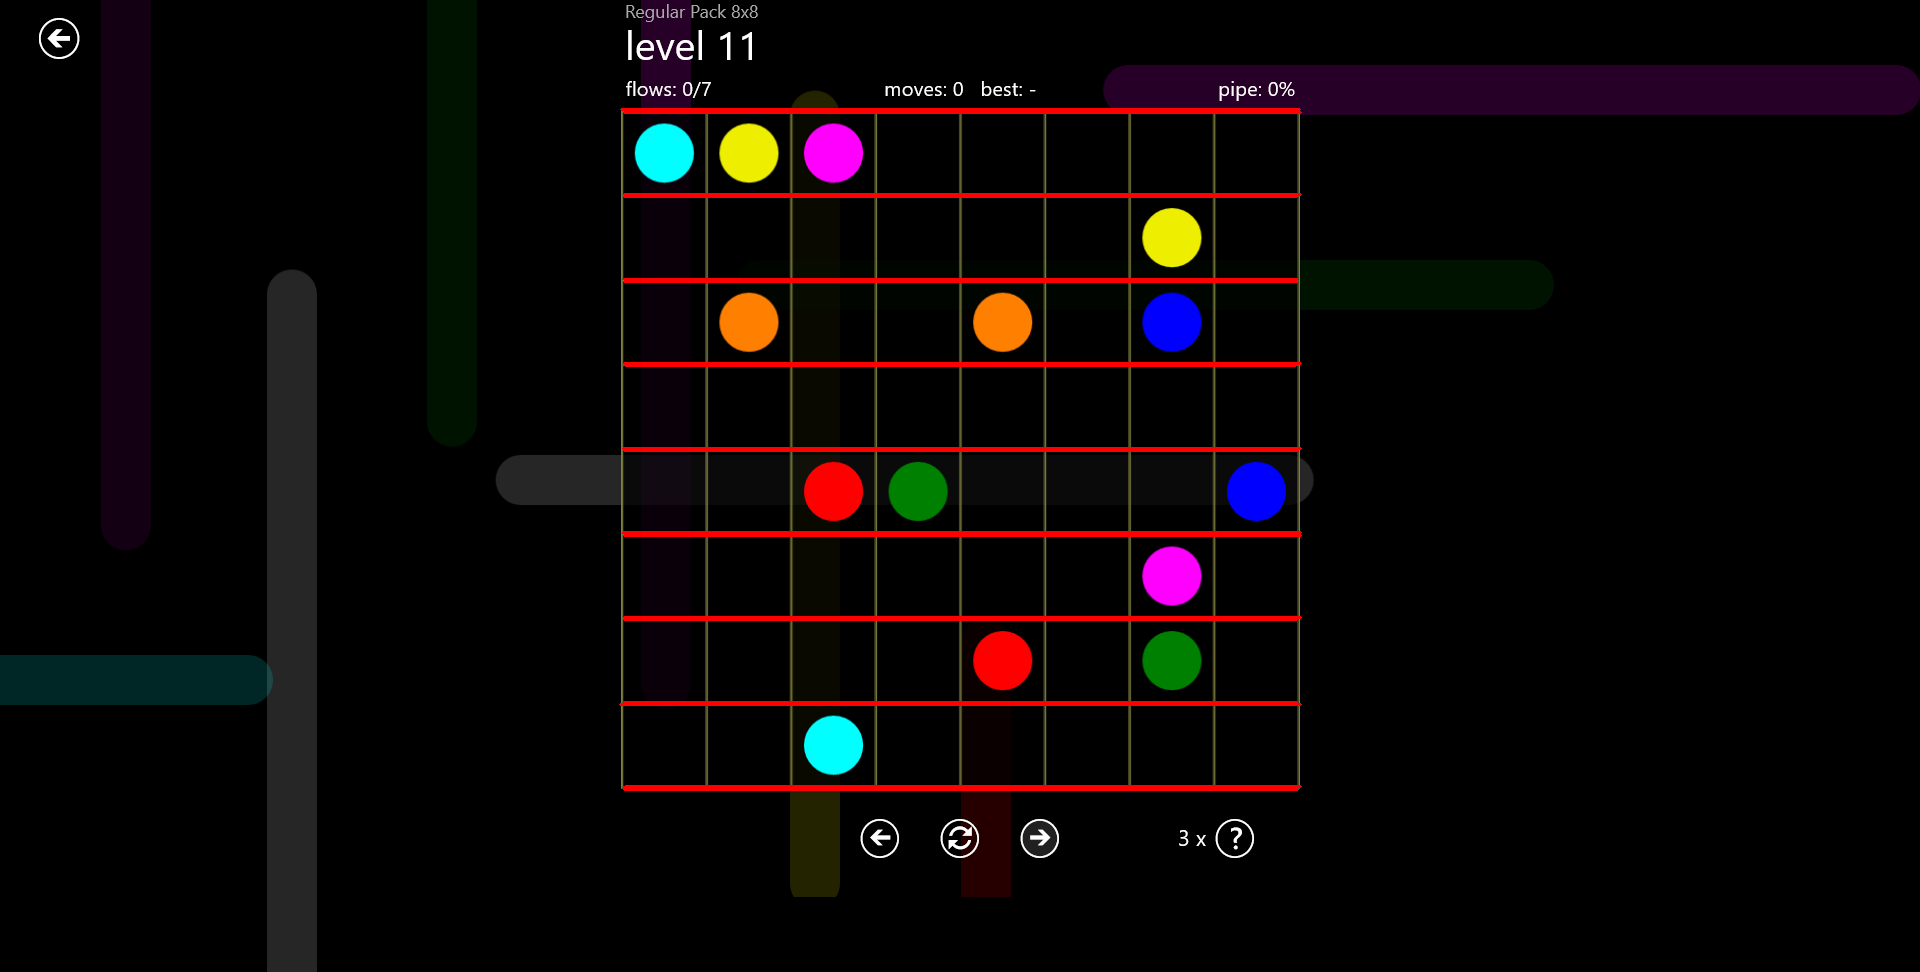 Regular Pack 8x8
level 11
flows: 0/7 moves: 0 best: - pipe: 0%
3 x ?